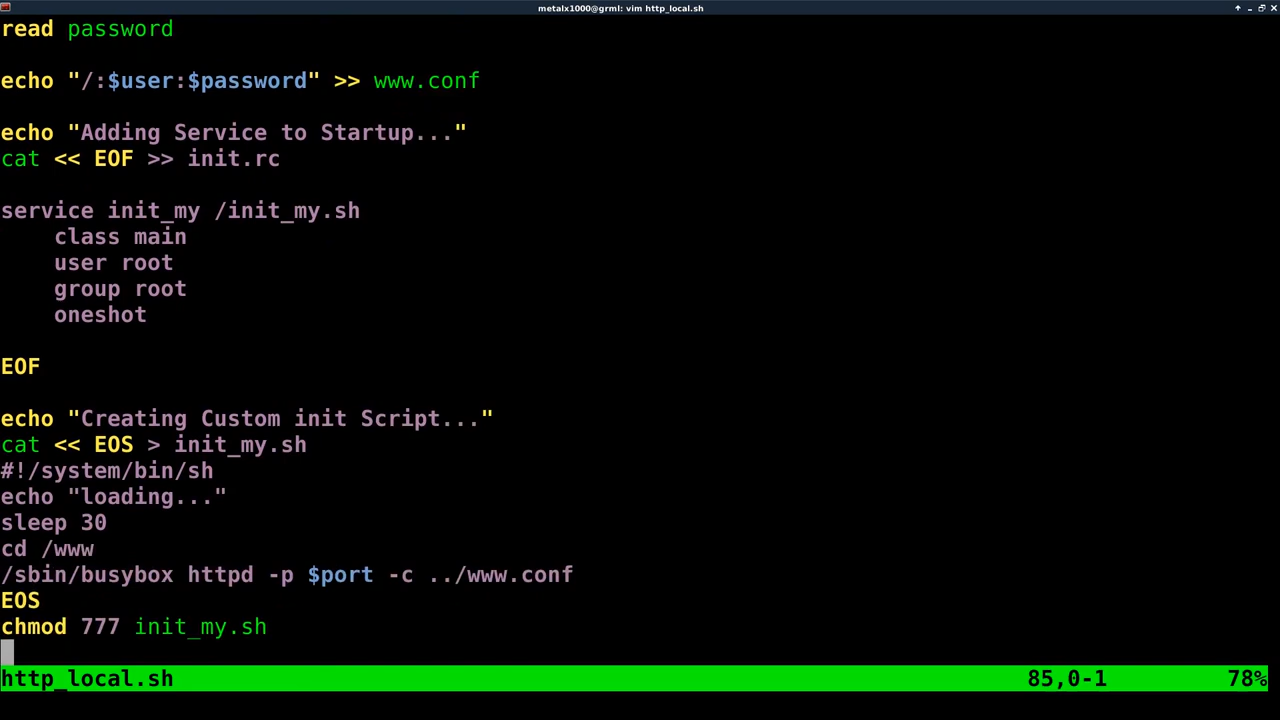 metalx1000@grml: vim http_local.sh
read password
echo "/:$user:$password" >> www.conf
echo "Adding Service to Startup..."
cat << EOF >> init.rc
service init_my /init_my.sh
    class main
    user root
    group root
    oneshot
EOF
echo "Creating Custom init Script..."
cat << EOS > init_my.sh
#!/system/bin/sh
echo "loading..."
sleep 30
cd /www
/sbin/busybox httpd -p $port -c ../www.conf
EOS
chmod 777 init_my.sh
http_local.sh 85,0-1 78%